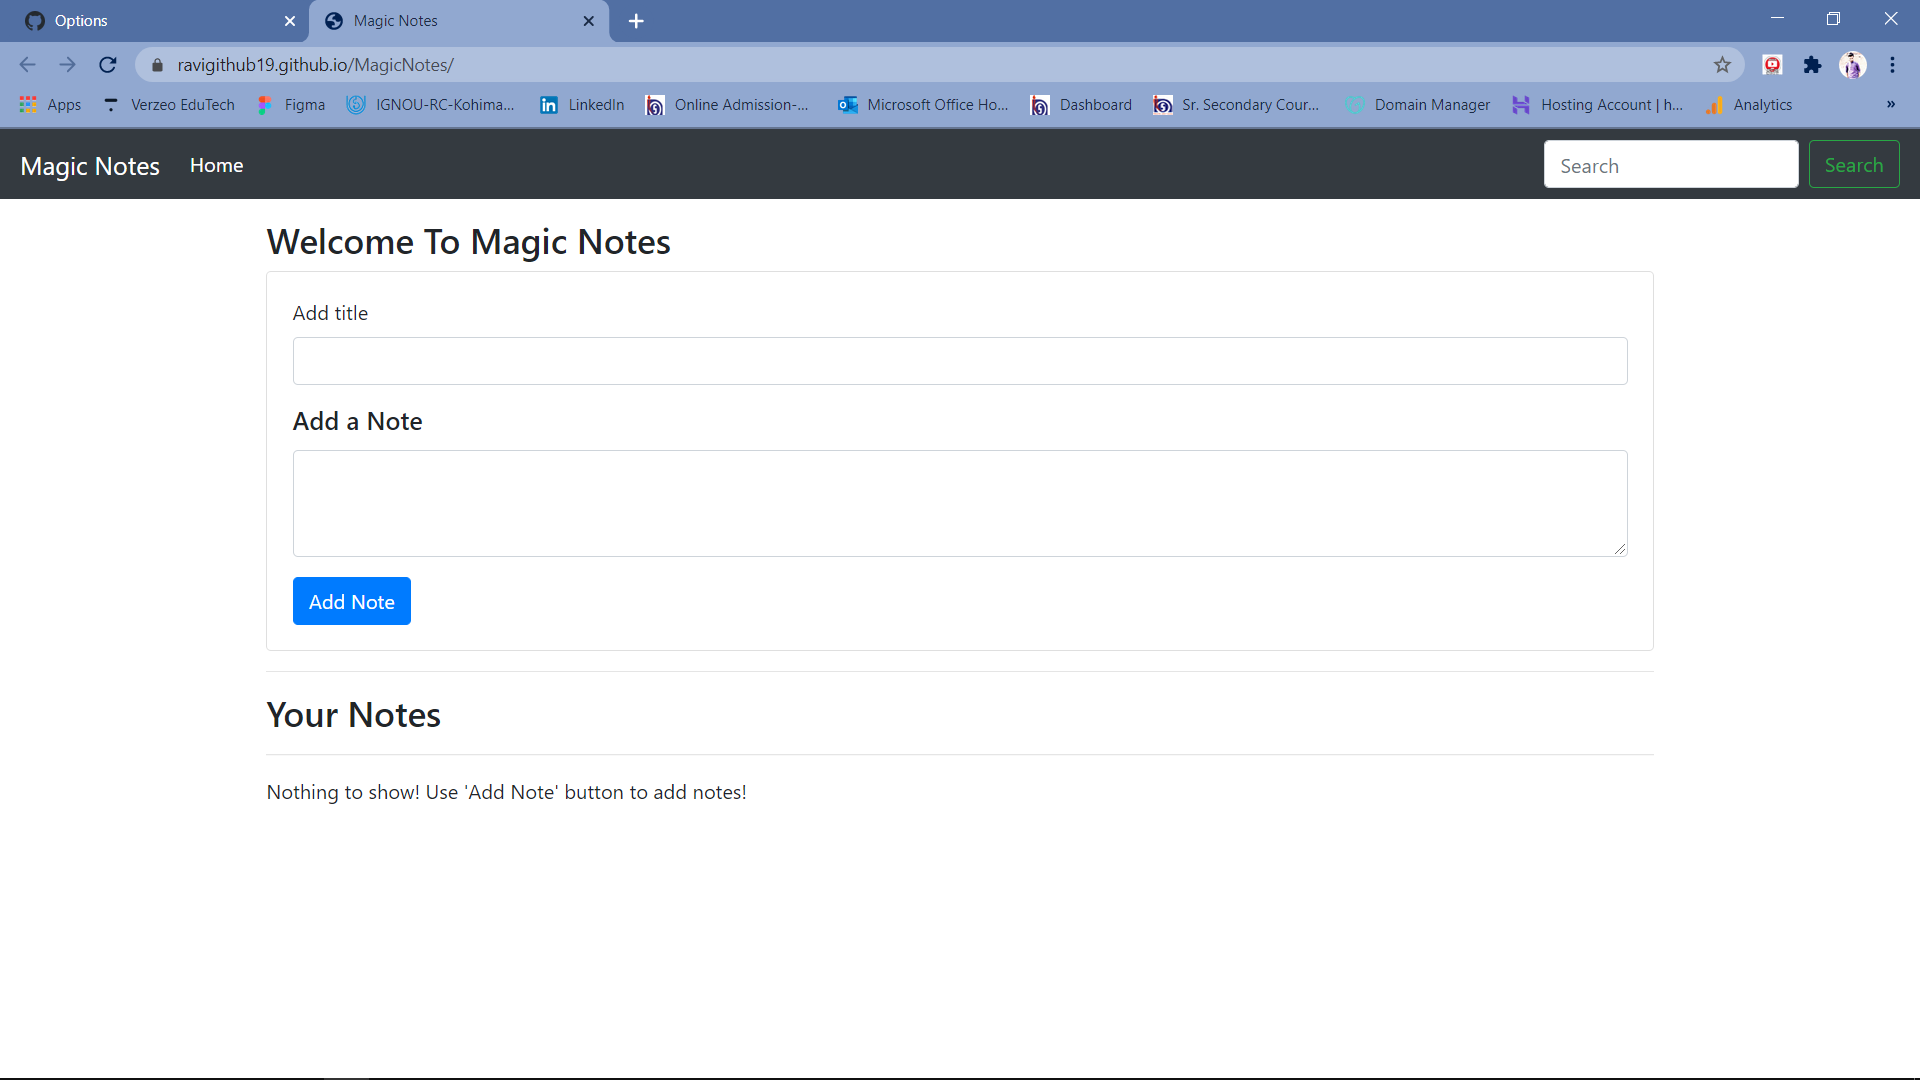 Options
Magic Notes
ravigithub19.github.io/MagicNotes/
Apps Verzeo EduTech Figma IGNOU-RC-Kohima... LinkedIn Online Admission-... Microsoft Office Ho... Dashboard Sr. Secondary Cour... Domain Manager Hosting Account | h... Analytics »
Magic Notes Home Search Search
Welcome To Magic Notes
Add title
Add a Note
Add Note
Your Notes
Nothing to show! Use 'Add Note' button to add notes!